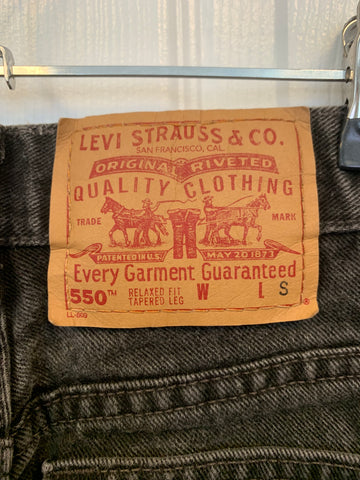 LEVI STRAUSS & CO.
SAN FRANCISCO, CAL.
ORIGINAL RIVETED
QUALITY CLOTHING
TRADE MARK
PATENTED IN U.S. MAY 20 1873
Every Garment Guaranteed
550™ RELAXED FIT TAPERED LEG W L S
®